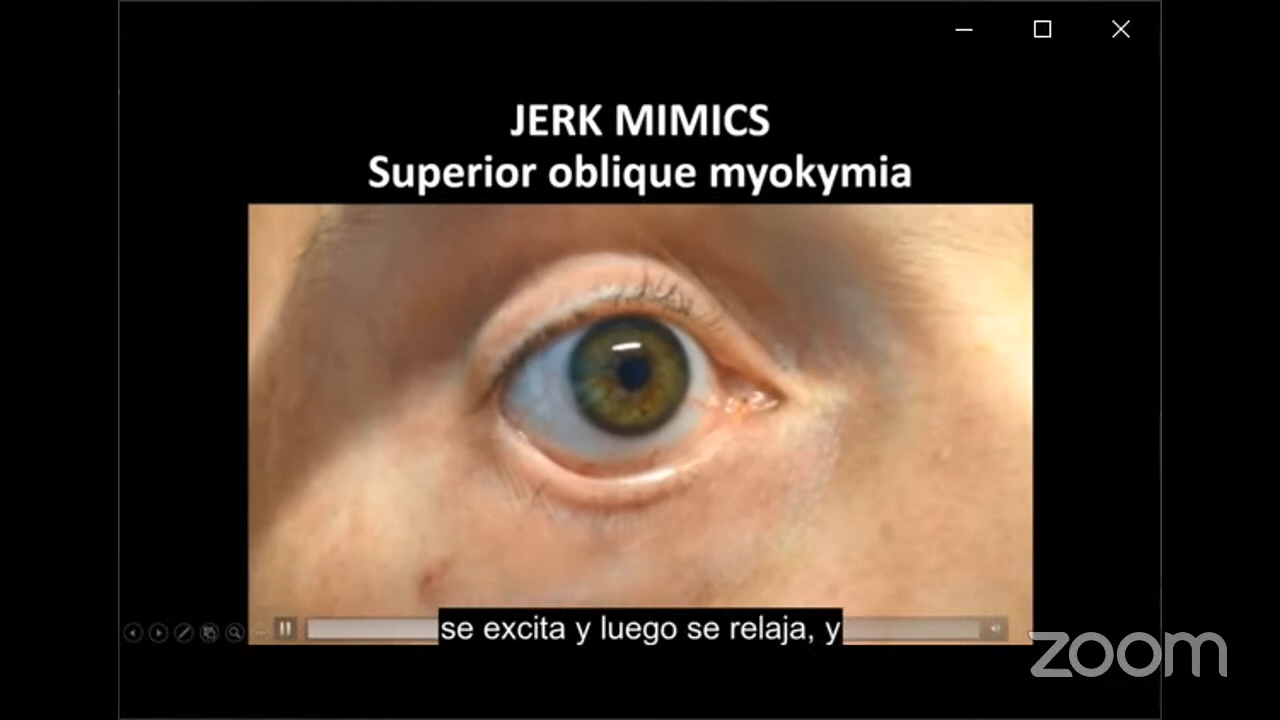 JERK MIMICS
Superior oblique myokymia
se excita y luego se relaja, y
zoom